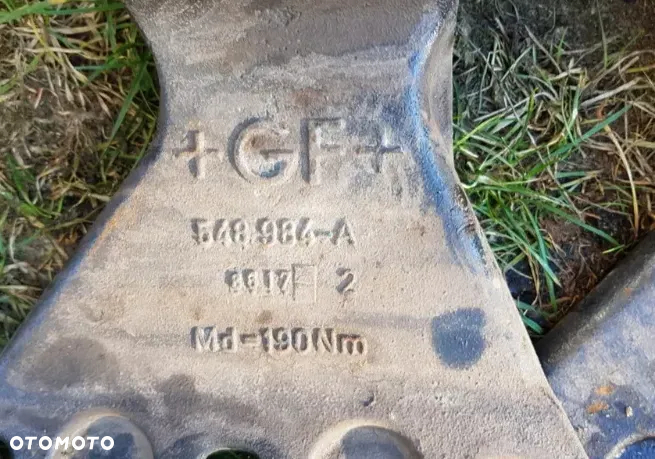 +GF+
548.984-A
2
Md-190Nm
OTOMOTO